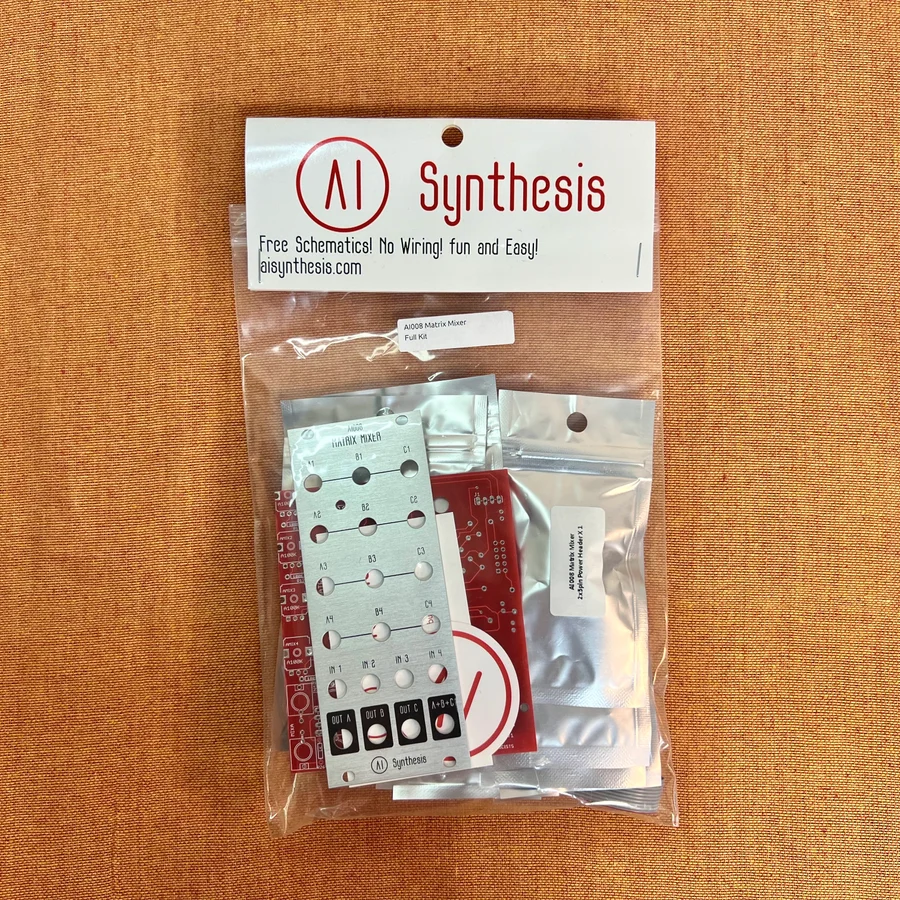 AI Synthesis
Free Schematics! No Wiring! fun and Easy!
aisynthesis.com
AI008 Matrix Mixer
Full Kit
AI008
MATRIX MIXER
A1 B1 C1
A2 B2 C2
A3 B3 C3
A4 B4 C4
IN 1 IN 2 IN 3 IN 4
OUT A OUT B OUT C A+B+C
AI Synthesis
AI008 Matrix Mixer
2x5pin Power Header X 1